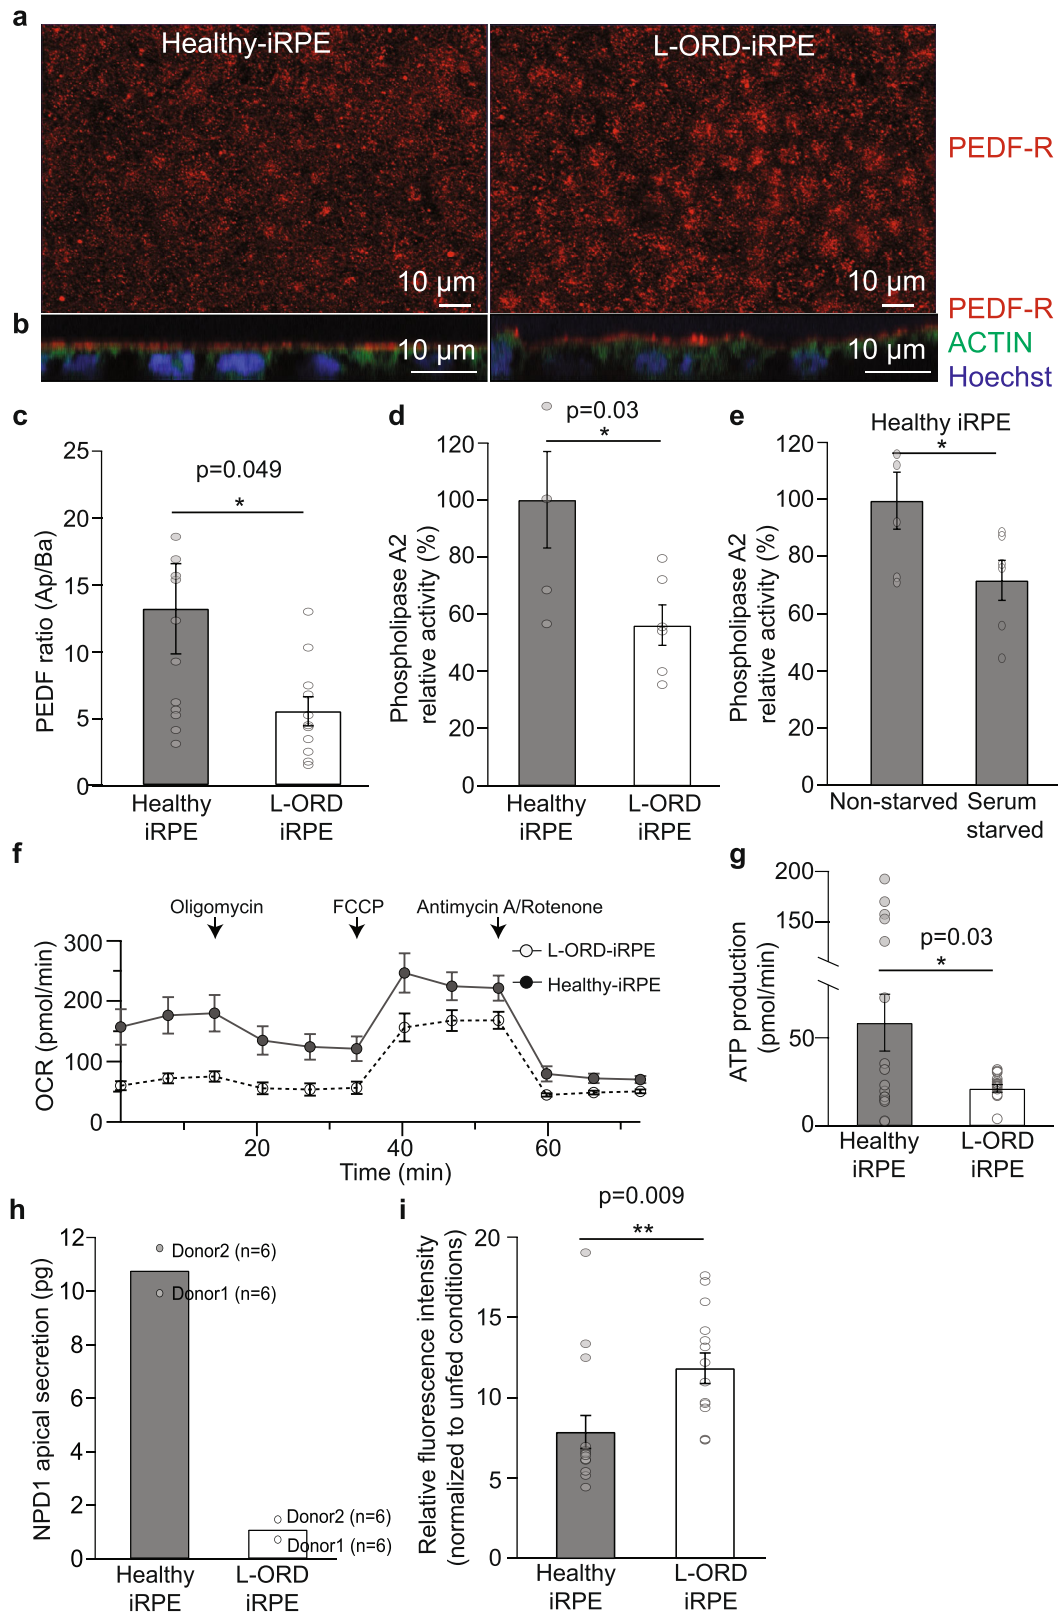 a
Healthy-iRPE
L-ORD-iRPE
PEDF-R
10 µm
10 µm
b
PEDF-R
ACTIN
Hoechst
10 µm
10 µm
c
25
20
15
10
5
0
PEDF ratio (Ap/Ba)
p=0.049
*
Healthy
iRPE
L-ORD
iRPE
d
120
100
80
60
40
20
0
Phospholipase A2
relative activity (%)
p=0.03
*
Healthy
iRPE
L-ORD
iRPE
e
Healthy iRPE
*
120
100
80
60
40
20
0
Phospholipase A2
relative activity (%)
Non-starved
Serum
starved
f
Oligomycin
FCCP
Antimycin A/Rotenone
L-ORD-iRPE
Healthy-iRPE
300
200
100
0
OCR (pmol/min)
20
40
60
Time (min)
g
200
150
50
0
ATP production
(pmol/min)
p=0.03
*
Healthy
iRPE
L-ORD
iRPE
h
12
10
8
6
4
2
0
NPD1 apical secretion (pg)
Donor2 (n=6)
Donor1 (n=6)
Donor2 (n=6)
Donor1 (n=6)
Healthy
iRPE
L-ORD
iRPE
i
p=0.009
**
20
15
10
5
0
Relative fluorescence intensity
(normalized to unfed conditions)
Healthy
iRPE
L-ORD
iRPE